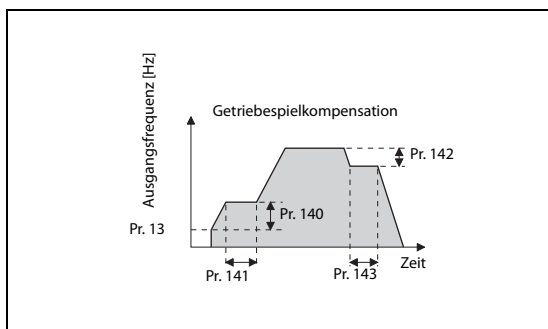 Ausgangsfrequenz [Hz]
Getriebespielkompensation
Pr. 142
Pr. 140
Pr. 13
Zeit
Pr. 141
Pr. 143